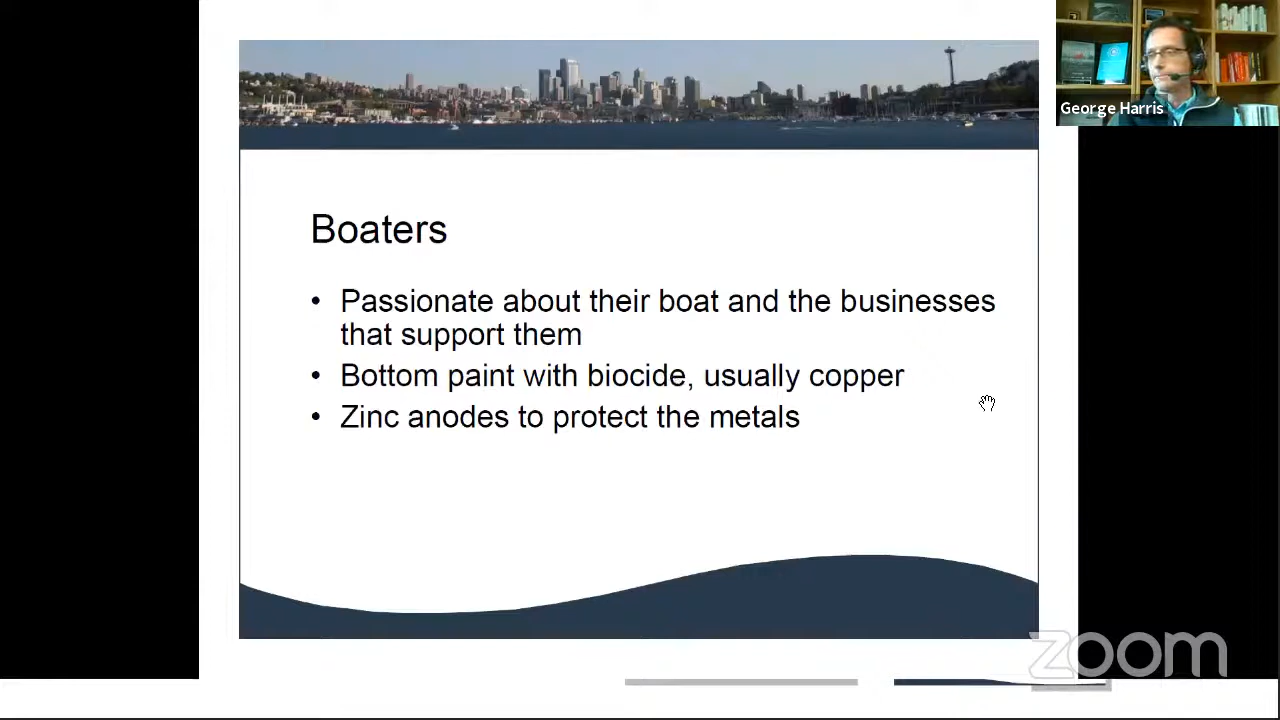 George Harris
Boaters
• Passionate about their boat and the businesses
that support them
• Bottom paint with biocide, usually copper
• Zinc anodes to protect the metals
zoom